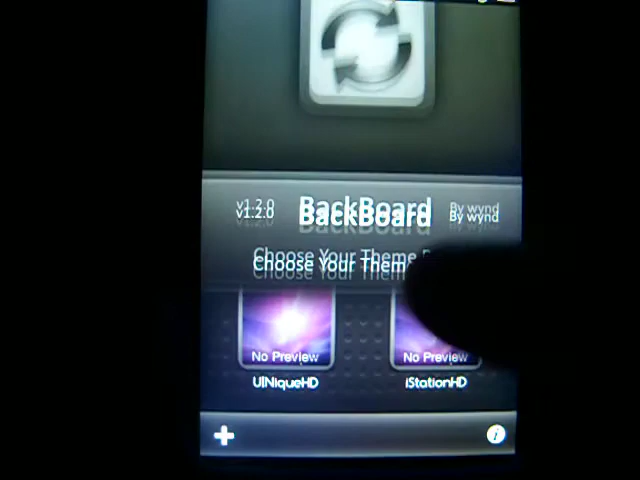 v1.2.0 BackBoard By wynd
Choose Your Theme
No Preview No Preview
UINiqueHD iStationHD